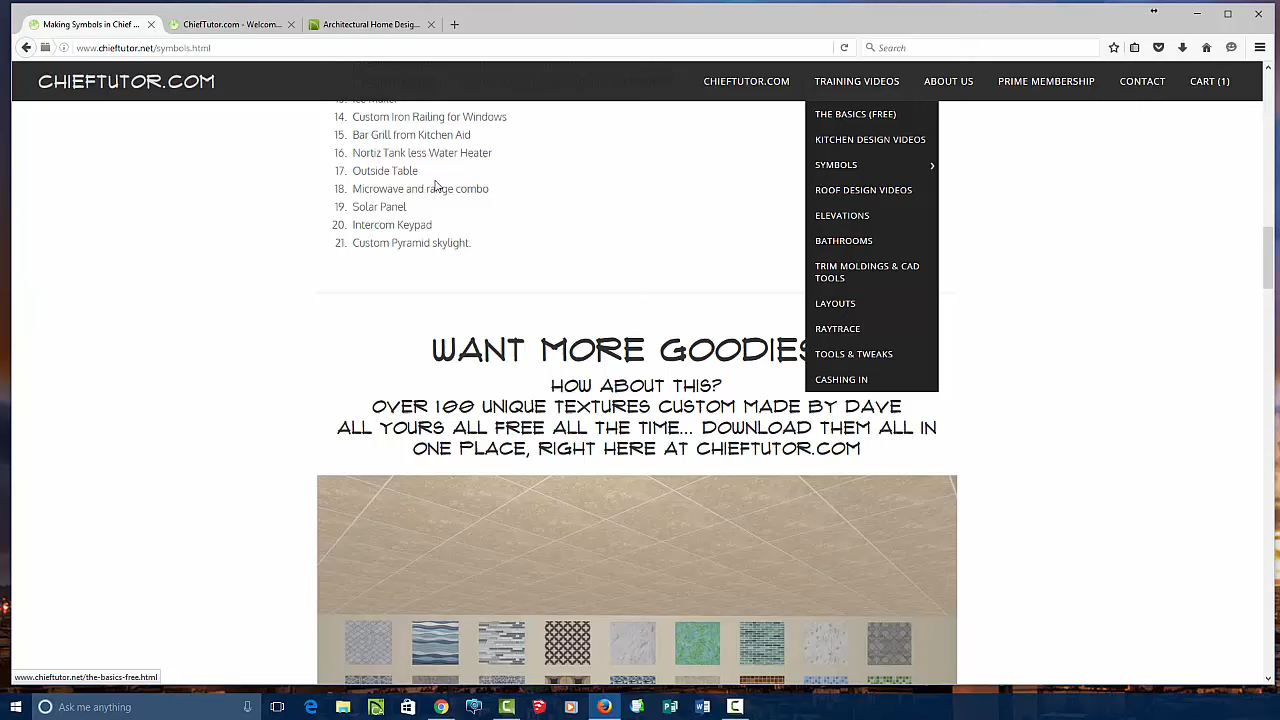 Making Symbols in Chief ...
ChiefTutor.com - Welcom...
Architectural Home Desig...
www.chieftutor.net/symbols.html
Search
CHIEFTUTOR.COM
CHIEFTUTOR.COM
TRAINING VIDEOS
ABOUT US
PRIME MEMBERSHIP
CONTACT
CART (1)
THE BASICS (FREE)
KITCHEN DESIGN VIDEOS
SYMBOLS
ROOF DESIGN VIDEOS
ELEVATIONS
BATHROOMS
TRIM MOLDINGS & CAD
TOOLS
LAYOUTS
RAYTRACE
TOOLS & TWEAKS
CASHING IN
14. Custom Iron Railing for Windows
15. Bar Grill from Kitchen Aid
16. Nortiz Tank less Water Heater
17. Outside Table
18. Microwave and range combo
19. Solar Panel
20. Intercom Keypad
21. Custom Pyramid skylight.
WANT MORE GOODIES
HOW ABOUT THIS?
OVER 100 UNIQUE TEXTURES CUSTOM MADE BY DAVE
ALL YOURS ALL FREE ALL THE TIME... DOWNLOAD THEM ALL IN
ONE PLACE, RIGHT HERE AT CHIEFTUTOR.COM
www.chieftutor.net/the-basics-free.html
Ask me anything